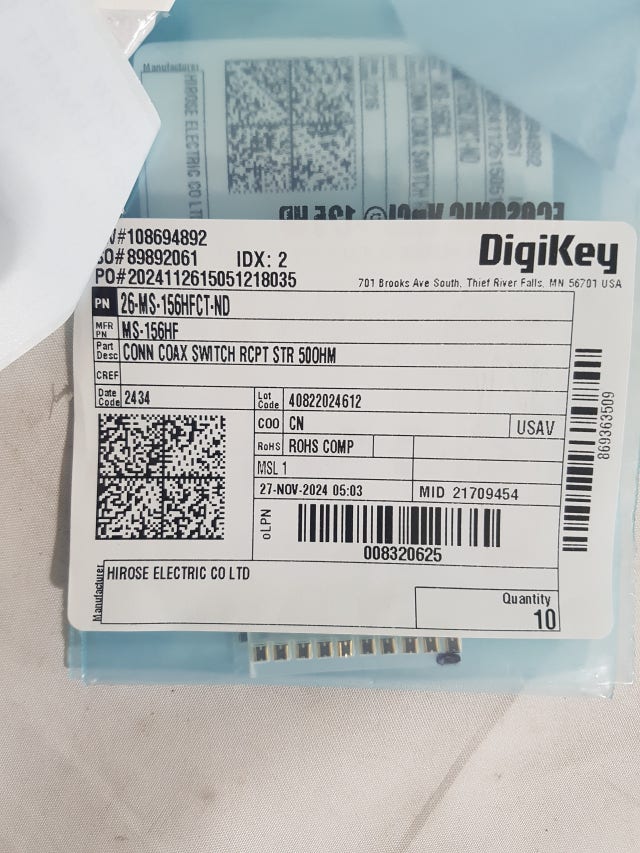 Manufacturer
HIROSE ELECTRIC CO LT
#108694892
O#89892061 IDX: 2
PO#2024112615051218035
DigiKey
701 Brooks Ave South, Thief River Falls, MN 56701 USA
PN 26-MS-156HFCT-ND
MFR PN MS-156HF
Part Desc CONN COAX SWITCH RCPT STR 50OHM
CREF
Date Code 2434
Lot Code 40822024612
COO CN
USAV
RoHS ROHS COMP
MSL 1
27-NOV-2024 05:03 MID 21709454
oLPN
008320625
869363509
Manufacturer HIROSE ELECTRIC CO LTD
Quantity
10